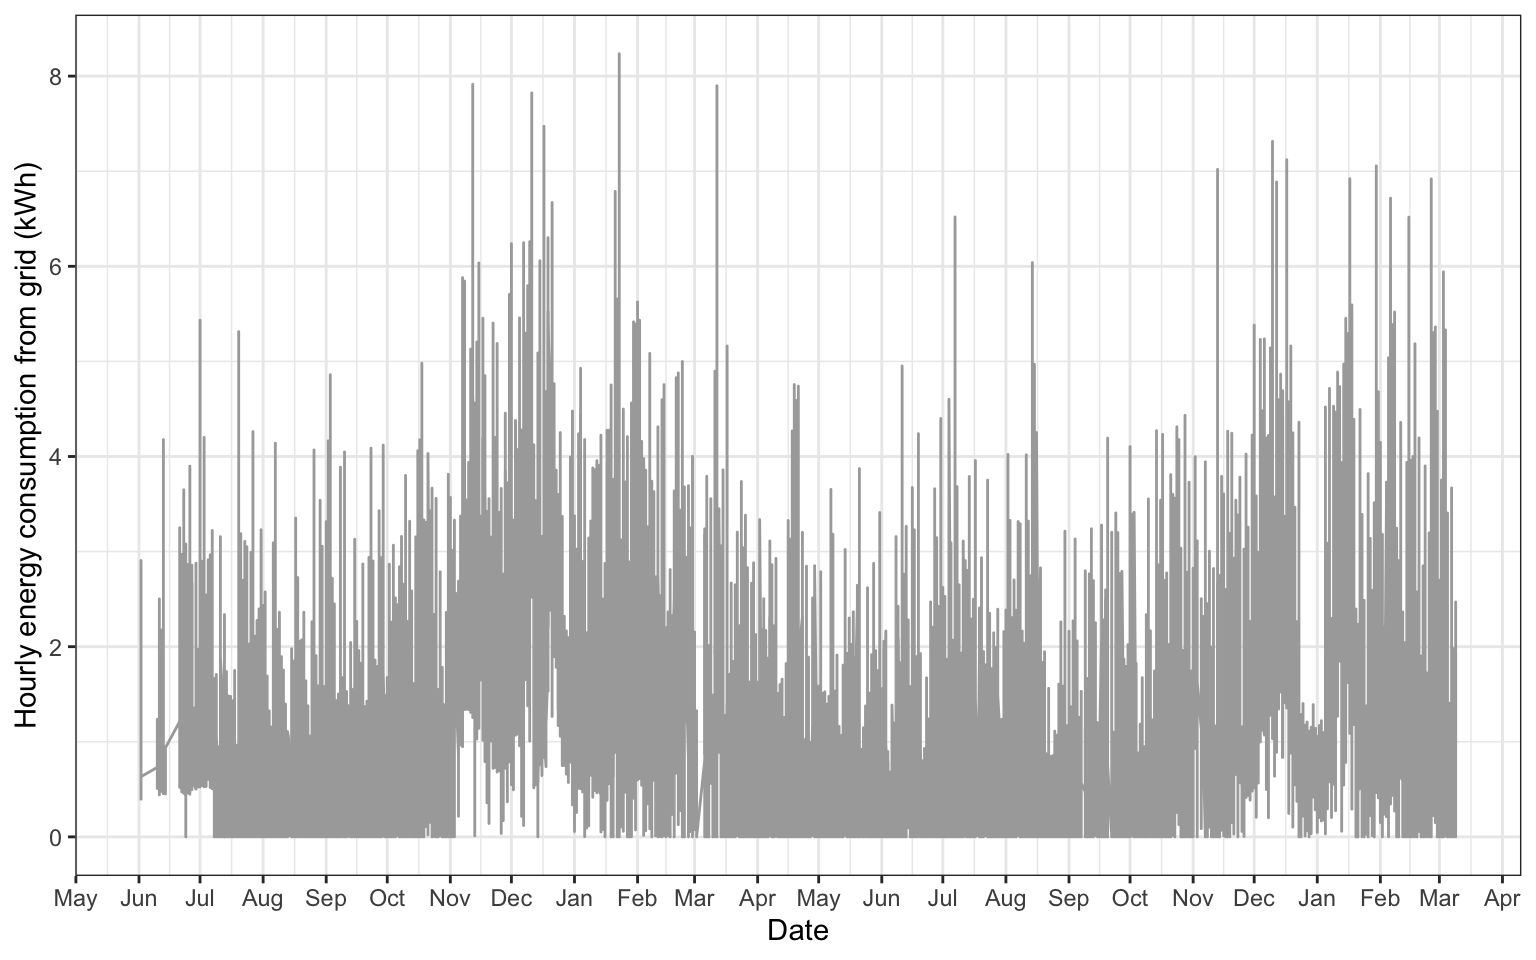 Hourly energy consumption from grid (kWh)
8
6
4
2
0
May Jun Jul Aug Sep Oct Nov Dec Jan Feb Mar Apr May Jun Jul Aug Sep Oct Nov Dec Jan Feb Mar Apr
Date